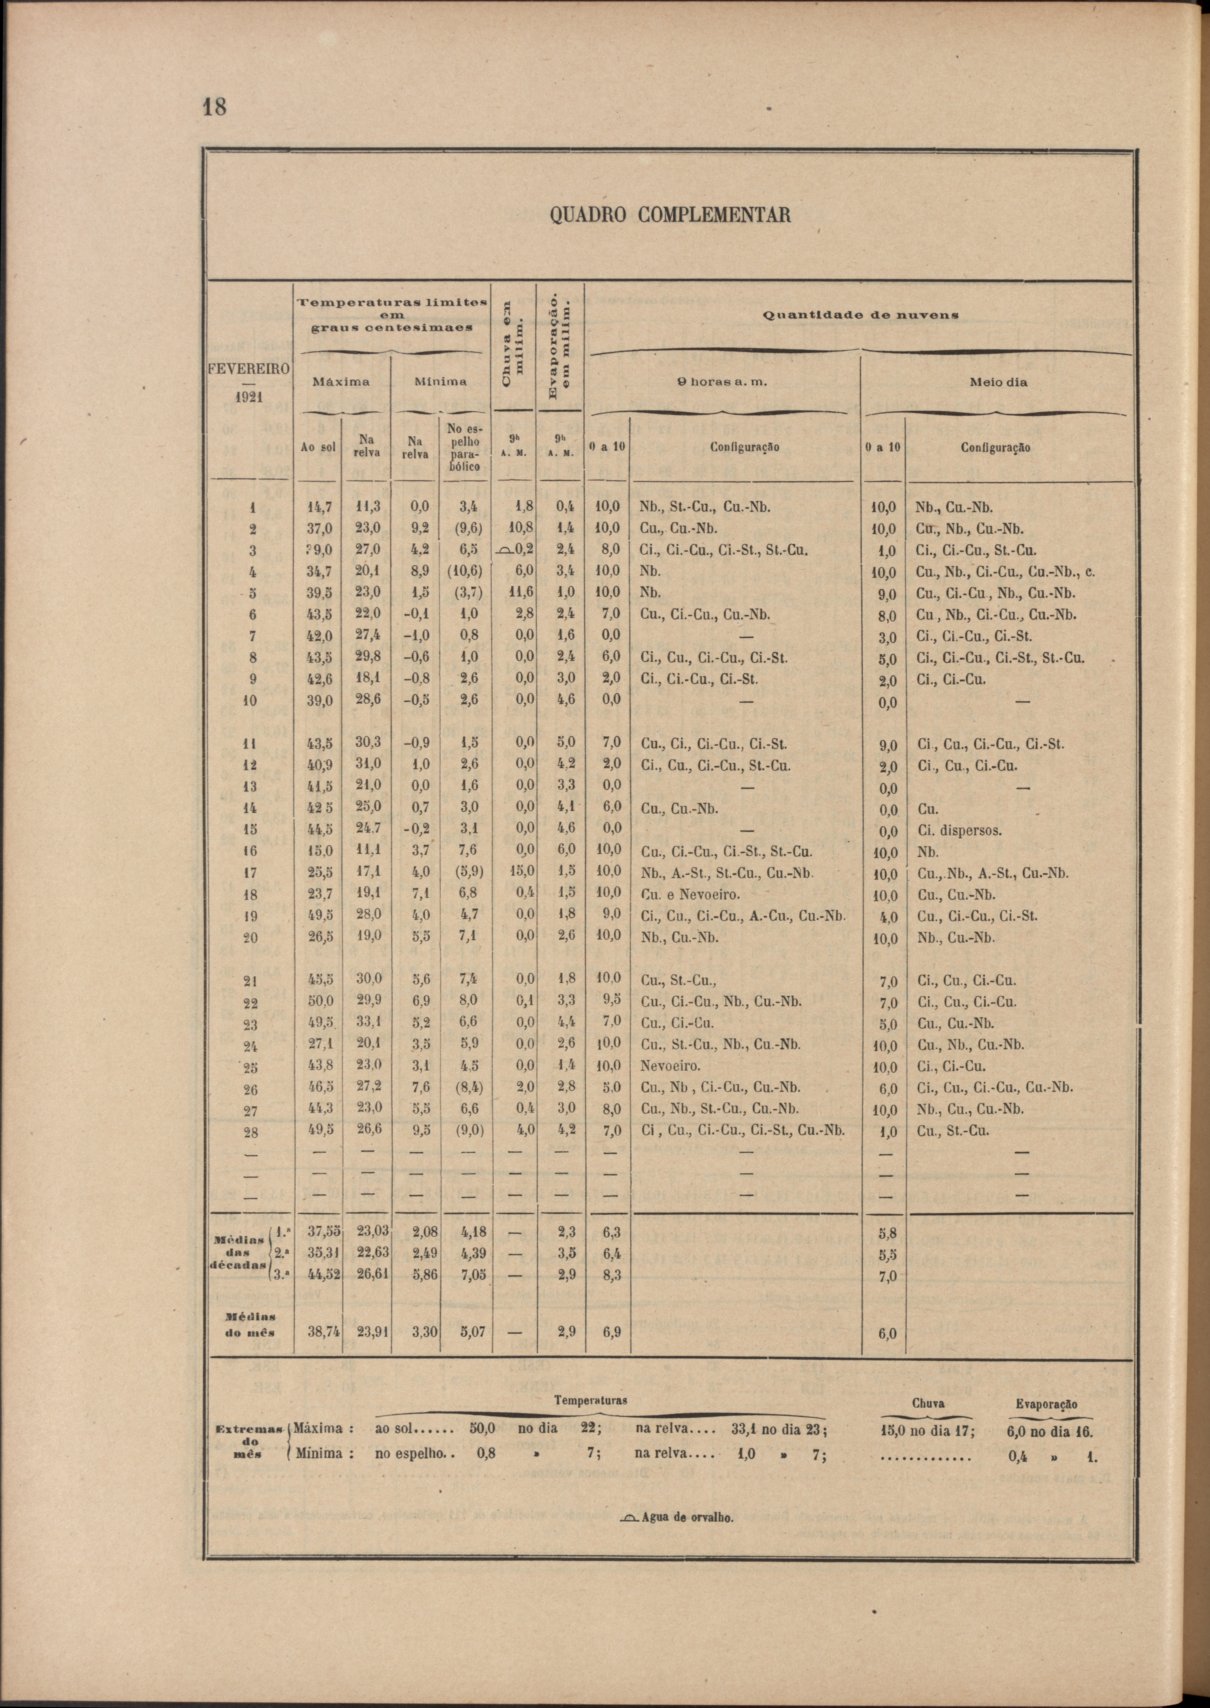 18
QUADRO COMPLEMENTAR
FEVEREIRO
—
1921
Temperaturas limites
em
graus centesimaes
Chuva em
milim.
Evaporação.
em milim.
Quantidade de nuvens
Máxima Mínima 9 horas a. m. Meio dia
Ao sol Na relva Na relva No espelho parabólico 9h A. M. 9h A. M. 0 a 10 Configuração 0 a 10 Configuração
1 14,7 11,3 0,0 3,4 1,8 0,4 10,0 Nb., St.-Cu., Cu.-Nb. 10,0 Nb., Cu.-Nb.
2 37,0 23,0 9,2 (9,6) 10,8 1,4 10,0 Cu., Cu.-Nb. 10,0 Cu., Nb., Cu.-Nb.
3 39,0 27,0 4,2 6,5 ⌓0,2 2,4 8,0 Ci., Ci.-Cu., Ci.-St., St.-Cu. 1,0 Ci., Ci.-Cu., St.-Cu.
4 34,7 20,1 8,9 (10,6) 6,0 3,4 10,0 Nb. 10,0 Cu., Nb., Ci.-Cu., Cu.-Nb., c.
5 39,5 23,0 1,5 (3,7) 11,6 1,0 10,0 Nb. 9,0 Cu., Ci.-Cu., Nb., Cu.-Nb.
6 43,5 22,0 -0,1 1,0 2,8 2,4 7,0 Cu., Ci.-Cu., Cu.-Nb. 8,0 Cu , Nb., Ci.-Cu., Cu.-Nb.
7 42,0 27,4 -1,0 0,8 0,0 1,6 0,0 — 3,0 Ci., Ci.-Cu., Ci.-St.
8 43,5 29,8 -0,6 1,0 0,0 2,4 6,0 Ci., Cu., Ci.-Cu., Ci.-St. 5,0 Ci., Ci.-Cu., Ci.-St., St.-Cu.
9 42,6 18,1 -0,8 2,6 0,0 3,0 2,0 Ci., Ci.-Cu., Ci.-St. 2,0 Ci., Ci.-Cu.
10 39,0 28,6 -0,5 2,6 0,0 4,6 0,0 — 0,0 —
11 43,5 30,3 -0,9 1,5 0,0 5,0 7,0 Cu., Ci., Ci.-Cu., Ci.-St. 9,0 Ci., Cu., Ci.-Cu., Ci.-St.
12 40,9 31,0 1,0 2,6 0,0 4,2 2,0 Ci., Cu., Ci.-Cu., St.-Cu. 2,0 Ci., Cu., Ci.-Cu.
13 41,5 21,0 0,0 1,6 0,0 3,3 0,0 — 0,0 —
14 42 5 25,0 0,7 3,0 0,0 4,1 6,0 Cu., Cu.-Nb. 0,0 Cu.
15 44,5 24,7 -0,2 3,1 0,0 4,6 0,0 — 0,0 Ci. dispersos.
16 15,0 11,1 3,7 7,6 0,0 6,0 10,0 Cu., Ci.-Cu., Ci.-St., St.-Cu. 10,0 Nb.
17 25,5 17,1 4,0 (5,9) 15,0 1,5 10,0 Nb., A.-St., St.-Cu., Cu.-Nb. 10,0 Cu., Nb., A.-St., Cu.-Nb.
18 23,7 19,1 7,1 6,8 0,4 1,5 10,0 Cu. e Nevoeiro. 10,0 Cu., Cu.-Nb.
19 49,5 28,0 4,0 4,7 0,0 1,8 9,0 Ci., Cu., Ci.-Cu., A.-Cu., Cu.-Nb. 4,0 Cu., Ci.-Cu., Ci.-St.
20 26,5 19,0 5,5 7,1 0,0 2,6 10,0 Nb., Cu.-Nb. 10,0 Nb., Cu.-Nb.
21 45,5 30,0 5,6 7,4 0,0 1,8 10,0 Cu., St.-Cu., 7,0 Ci., Cu., Ci.-Cu.
22 50,0 29,9 6,9 8,0 0,1 3,3 9,5 Cu., Ci.-Cu., Nb., Cu.-Nb. 7,0 Ci., Cu., Ci.-Cu.
23 49,5 33,1 5,2 6,6 0,0 4,4 7,0 Cu., Ci.-Cu. 5,0 Cu., Cu.-Nb.
24 27,1 20,1 3,5 5,9 0,0 2,6 10,0 Cu., St.-Cu., Nb., Cu.-Nb. 10,0 Cu., Nb., Cu.-Nb.
25 43,8 23,0 3,1 4,5 0,0 1,4 10,0 Nevoeiro. 10,0 Ci., Ci.-Cu.
26 46,5 27,2 7,6 (8,4) 2,0 2,8 5,0 Cu., Nb , Ci.-Cu., Cu.-Nb. 6,0 Ci., Cu., Ci.-Cu., Cu.-Nb.
27 44,3 23,0 5,5 6,6 0,4 3,0 8,0 Cu., Nb., St.-Cu., Cu.-Nb. 10,0 Nb., Cu., Cu.-Nb.
28 49,5 26,6 9,5 (9,0) 4,0 4,2 7,0 Ci , Cu., Ci.-Cu., Ci.-St., Cu.-Nb. 1,0 Cu., St.-Cu.
— — — — — — — — — — —
— — — — — — — — — — —
— — — — — — — — — — —
Médias das décadas
1.ª 37,55 23,03 2,08 4,18 — 2,3 6,3 5,8
2.ª 35,31 22,63 2,49 4,39 — 3,5 6,4 5,5
3.ª 44,52 26,61 5,86 7,05 — 2,9 8,3 7,0
Médias
do mês 38,74 23,91 3,30 5,07 — 2,9 6,9 6,0
Temperaturas Chuva Evaporação
Extremas do mês
Máxima : ao sol...... 50,0 no dia 22; na relva.... 33,1 no dia 23; 15,0 no dia 17; 6,0 no dia 16.
Mínima : no espelho.. 0,8 » 7; na relva.... 1,0 » 7; ............. 0,4 » 1.
⌓ Agua de orvalho.